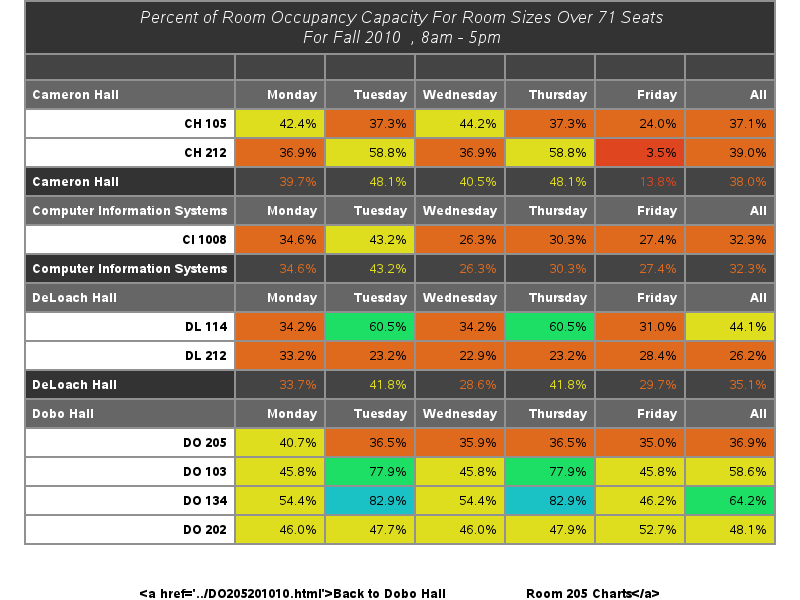 Percent of Room Occupancy Capacity For Room Sizes Over 71 Seats
For Fall 2010 , 8am - 5pm
Cameron Hall Monday Tuesday Wednesday Thursday Friday All
CH 105 42.4% 37.3% 44.2% 37.3% 24.0% 37.1%
CH 212 36.9% 58.8% 36.9% 58.8% 3.5% 39.0%
Cameron Hall 39.7% 48.1% 40.5% 48.1% 13.8% 38.0%
Computer Information Systems Monday Tuesday Wednesday Thursday Friday All
CI 1008 34.6% 43.2% 26.3% 30.3% 27.4% 32.3%
Computer Information Systems 34.6% 43.2% 26.3% 30.3% 27.4% 32.3%
DeLoach Hall Monday Tuesday Wednesday Thursday Friday All
DL 114 34.2% 60.5% 34.2% 60.5% 31.0% 44.1%
DL 212 33.2% 23.2% 22.9% 23.2% 28.4% 26.2%
DeLoach Hall 33.7% 41.8% 28.6% 41.8% 29.7% 35.1%
Dobo Hall Monday Tuesday Wednesday Thursday Friday All
DO 205 40.7% 36.5% 35.9% 36.5% 35.0% 36.9%
DO 103 45.8% 77.9% 45.8% 77.9% 45.8% 58.6%
DO 134 54.4% 82.9% 54.4% 82.9% 46.2% 64.2%
DO 202 46.0% 47.7% 46.0% 47.9% 52.7% 48.1%
<a href='../DO205201010.html'>Back to Dobo Hall Room 205 Charts</a>